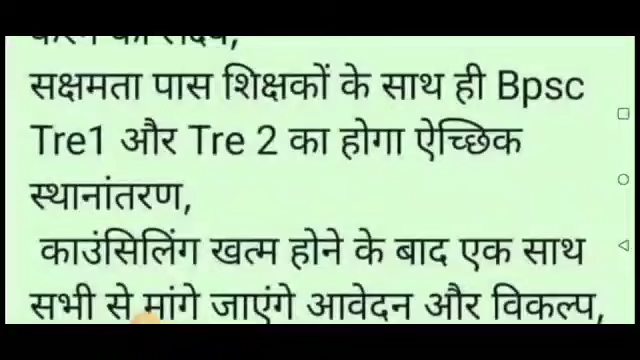 सक्षमता पास शिक्षकों के साथ ही Bpsc
Tre1 और Tre 2 का होगा ऐच्छिक
स्थानांतरण,
काउंसिलिंग खत्म होने के बाद एक साथ
सभी से मांगे जाएंगे आवेदन और विकल्प,